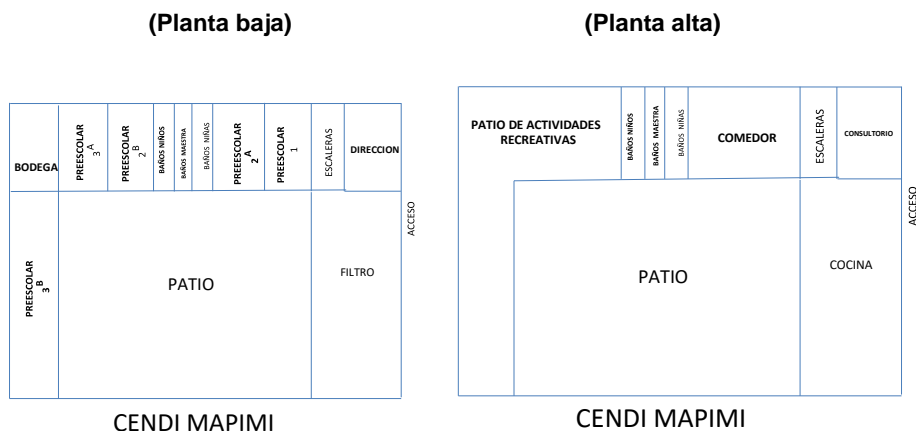 (Planta baja)
BODEGA
PREESCOLAR
3 A
PREESCOLAR
2 B
BAÑOS NIÑOS
BAÑOS MAESTRA
BAÑOS NIÑAS
PREEESCOLAR
2 A
PREESCOLAR
1
ESCALERAS
DIRECCION
ACCESO
PREESCOLAR
3 B
PATIO
FILTRO
CENDI MAPIMI
(Planta alta)
PATIO DE ACTIVIDADES
RECREATIVAS
BAÑOS NIÑOS
BAÑOS MAESTRA
BAÑOS NIÑAS
COMEDOR
ESCALERAS
CONSULTORIO
ACCESO
PATIO
COCINA
CENDI MAPIMI